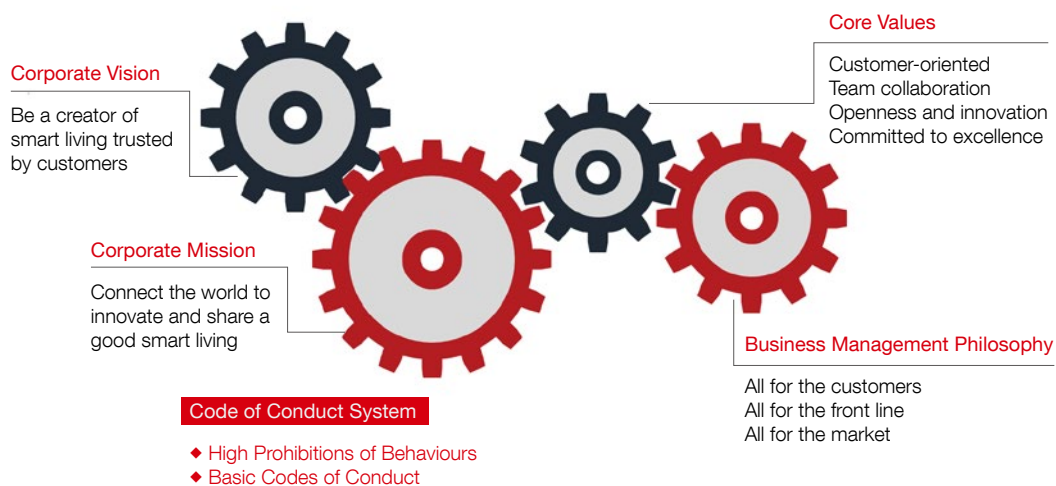 Corporate Vision
Be a creator of
smart living trusted
by customers
Core Values
Customer-oriented
Team collaboration
Openness and innovation
Committed to excellence
Corporate Mission
Connect the world to
innovate and share a
good smart living
Business Management Philosophy
All for the customers
All for the front line
All for the market
Code of Conduct System
◆ High Prohibitions of Behaviours
◆ Basic Codes of Conduct